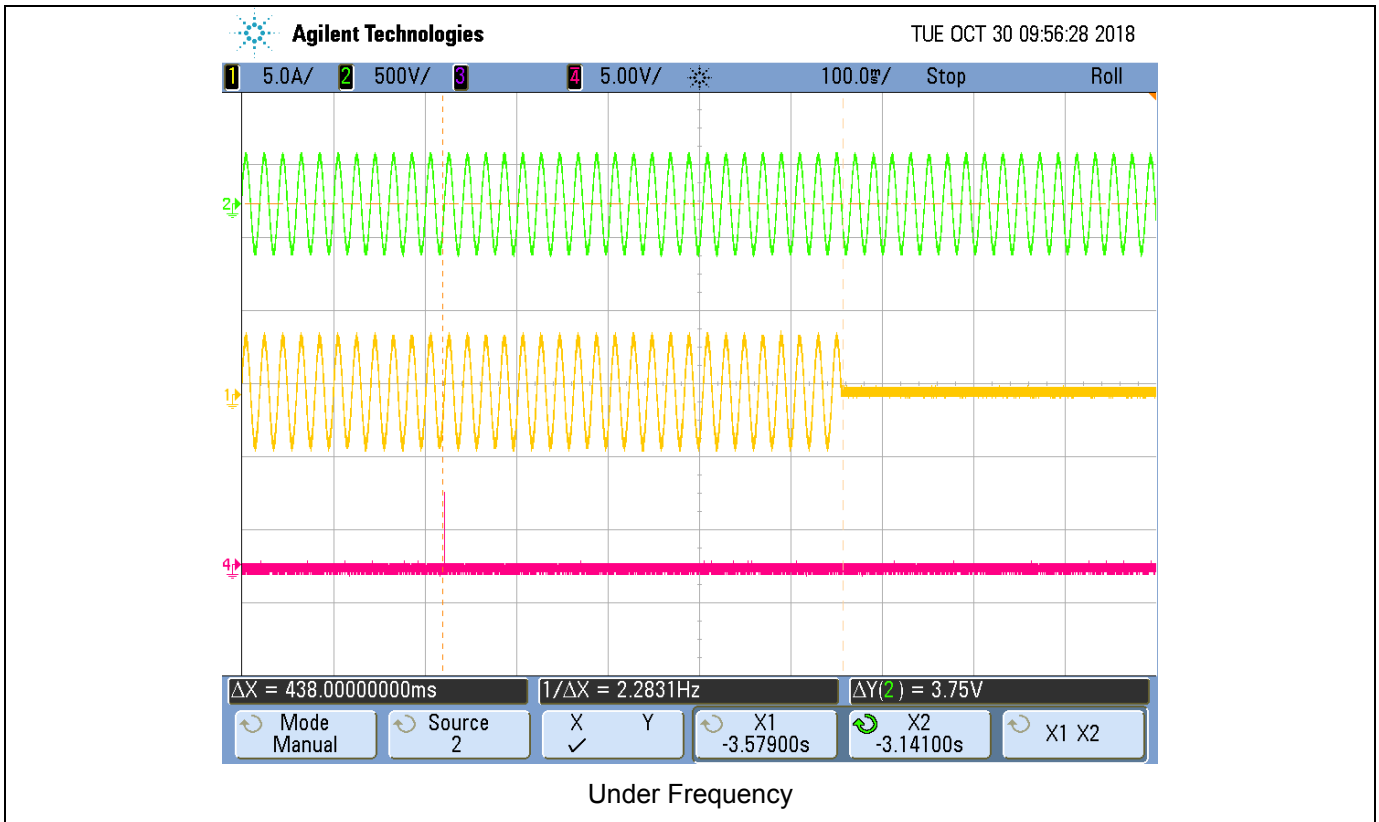 Agilent Technologies TUE OCT 30 09:56:28 2018
1 5.0A/ 2 500V/ 3 4 5.00V/ 100.0㎳/ Stop Roll
2
1
4
ΔX = 438.00000000ms 1/ΔX = 2.2831Hz ΔY(2) = 3.75V
Mode Source X Y X1 X2 X1 X2
Manual 2 ✓ -3.57900s -3.14100s
Under Frequency